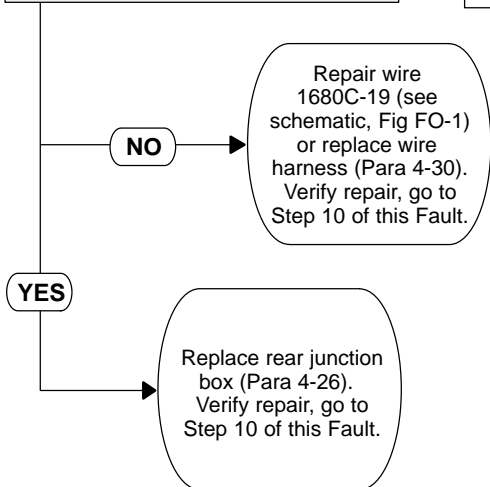 NO
Repair wire
1680C-19 (see
schematic, Fig FO-1)
or replace wire
harness (Para 4-30).
Verify repair, go to
Step 10 of this Fault.
YES
Replace rear junction
box (Para 4-26).
Verify repair, go to
Step 10 of this Fault.